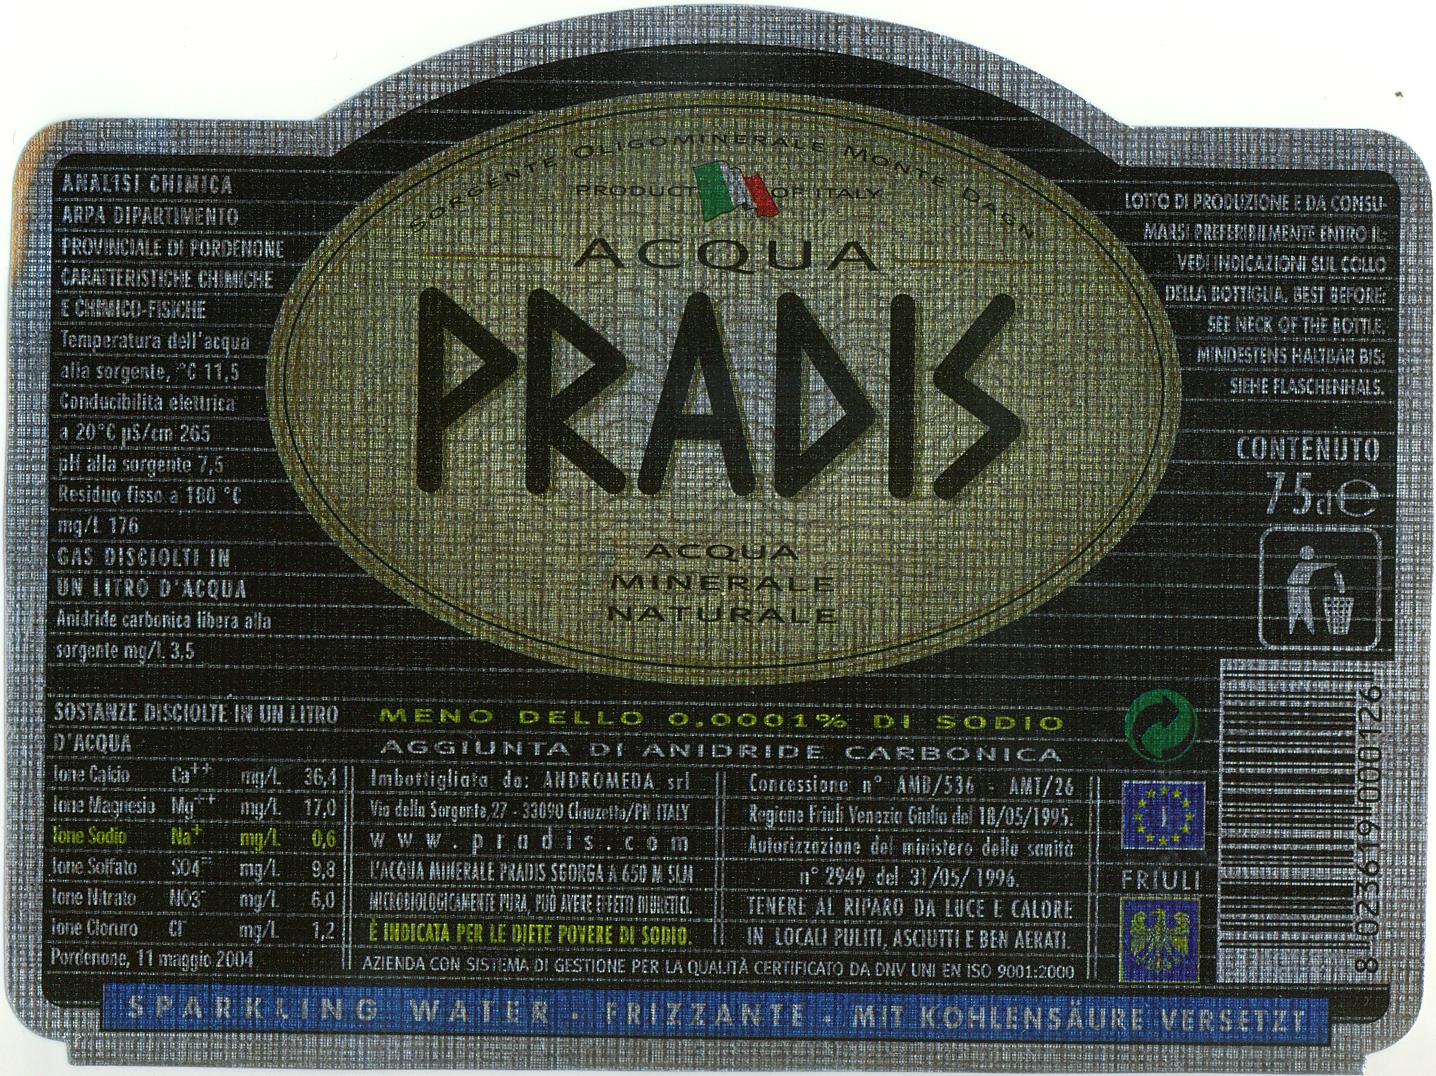 SORGENTE OLIGOMINERALE MONTE DAGN
PRODUCT OF ITALY
ACQUA
PRADIS
ACQUA
MINERALE
NATURALE
ANALISI CHIMICA
ARPA DIPARTIMENTO
PROVINCIALE DI PORDENONE
CARATTERISTICHE CHIMICHE
E CHIMICO-FISICHE
Temperatura dell'acqua
alla sorgente, °C 11,5
Conducibilità elettrica
a 20°C µS/cm 265
pH alla sorgente 7,5
Residuo fisso a 180 °C
mg/L 176
GAS DISCIOLTI IN
UN LITRO D'ACQUA
Anidride carbonica libera alla
sorgente mg/L 3.5
SOSTANZE DISCIOLTE IN UN LITRO
D'ACQUA
Ione Calcio Ca++ mg/L 36,4
Ione Magnesio Mg++ mg/L 17,0
Ione Sodio Na+ mg/L 0,6
Ione Solfato SO4= mg/L 9,8
Ione Nitrato NO3- mg/L 6,0
Ione Cloruro Cl- mg/L 1,2
Pordenone, 11 maggio 2004
MENO DELLO 0.0001% DI SODIO
AGGIUNTA DI ANIDRIDE CARBONICA
Imbottigliata da: ANDROMEDA srl
Via della Sorgente,27 - 33090 Clauzetto/PN ITALY
www.pradis.com
L'ACQUA MINERALE PRADIS SGORGA A 650 M SLM
MICROBIOLOGICAMENTE PURA, PUÒ AVERE EFFETTI DIURETICI.
È INDICATA PER LE DIETE POVERE DI SODIO.
Concessione n° AMB/536 - AMT/26
Regione Friuli Venezia Giulia del 18/05/1995.
Autorizzazione del ministero della sanità
n° 2949 del 31/05/1996.
TENERE AL RIPARO DA LUCE E CALORE
IN LOCALI PULITI, ASCIUTTI E BEN AERATI.
AZIENDA CON SISTEMA DI GESTIONE PER LA QUALITÀ CERTIFICATO DA DNV UNI EN ISO 9001:2000
LOTTO DI PRODUZIONE E DA CONSU-
MARSI PREFERIBILMENTE ENTRO IL:
VEDI INDICAZIONI SUL COLLO
DELLA BOTTIGLIA. BEST BEFORE:
SEE NECK OF THE BOTTLE.
MINDESTENS HALTBAR BIS:
SIEHE FLASCHENHALS.
CONTENUTO
75cl e
I
FRIULI
8 023619 000126
SPARKLING WATER - FRIZZANTE - MIT KOHLENSÄURE VERSETZT